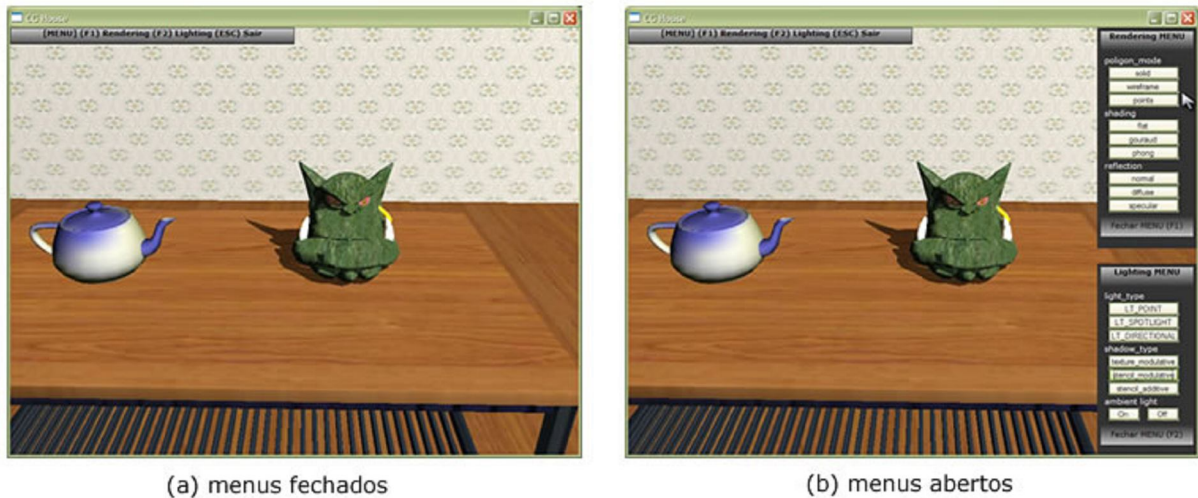 CG House
[MENU] (F1) Rendering (F2) Lighting (ESC) Sair
(a) menus fechados
CG House
[MENU] (F1) Rendering (F2) Lighting (ESC) Sair
Rendering MENU
poligon_mode
solid
wireframe
points
shading
flat
gouraud
phong
reflection
normal
diffuse
specular
Fechar MENU (F1)
Lighting MENU
light_type
LT_POINT
LT_SPOTLIGHT
LT_DIRECTIONAL
shadow_type
texture_modulative
stencil_modulative
stencil_additive
ambient light
On Off
Fechar MENU (F2)
(b) menus abertos